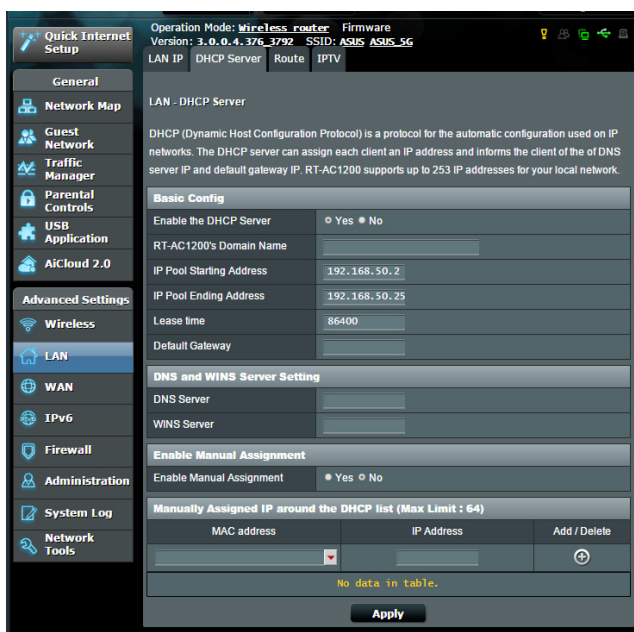 Quick Internet
Setup
General
Network Map
Guest
Network
Traffic
Manager
Parental
Controls
USB
Application
AiCloud 2.0
Advanced Settings
Wireless
LAN
WAN
IPv6
Firewall
Administration
System Log
Network
Tools
Operation Mode: Wireless router Firmware
Version: 3.0.0.4.376_3792 SSID: ASUS ASUS_5G
LAN IP DHCP Server Route IPTV
LAN - DHCP Server
DHCP (Dynamic Host Configuration Protocol) is a protocol for the automatic configuration used on IP
networks. The DHCP server can assign each client an IP address and informs the client of the of DNS
server IP and default gateway IP. RT-AC1200 supports up to 253 IP addresses for your local network.
Basic Config
Enable the DHCP Server Yes No
RT-AC1200's Domain Name
IP Pool Starting Address 192.168.50.2
IP Pool Ending Address 192.168.50.25
Lease time 86400
Default Gateway
DNS and WINS Server Setting
DNS Server
WINS Server
Enable Manual Assignment
Enable Manual Assignment Yes No
Manually Assigned IP around the DHCP list (Max Limit : 64)
MAC address IP Address Add / Delete
No data in table.
Apply